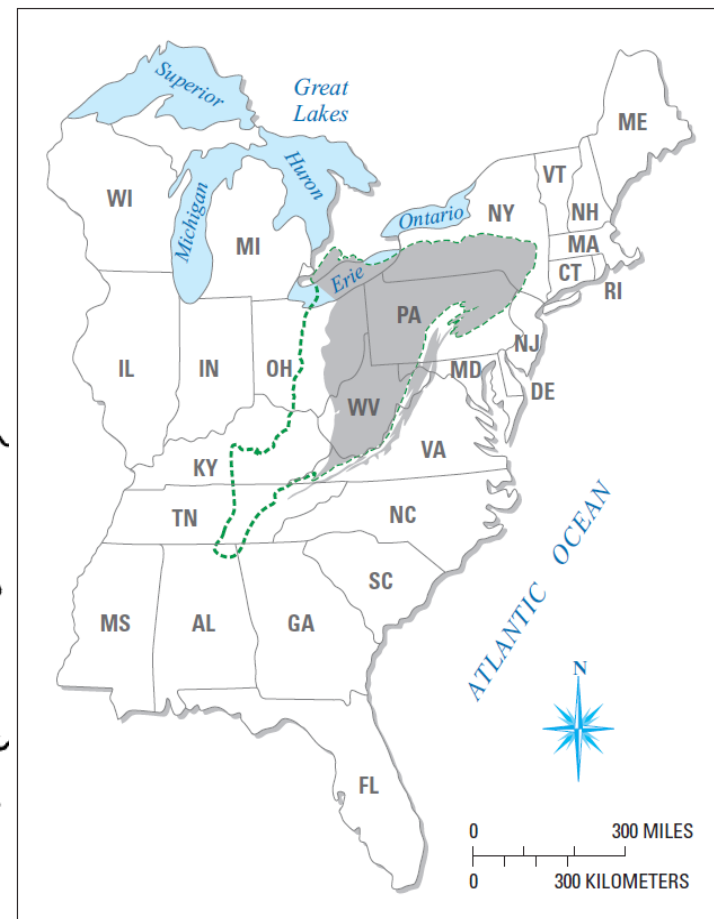 Superior
Great
Lakes
ME
Huron
VT
WI
Michigan
Ontario
NY
NH
MI
MA
Erie
CT
RI
PA
NJ
IL
IN
OH
MD
DE
WV
KY
VA
TN
NC
SC
ATLANTIC OCEAN
MS
AL
GA
N
FL
0 300 MILES
0 300 KILOMETERS